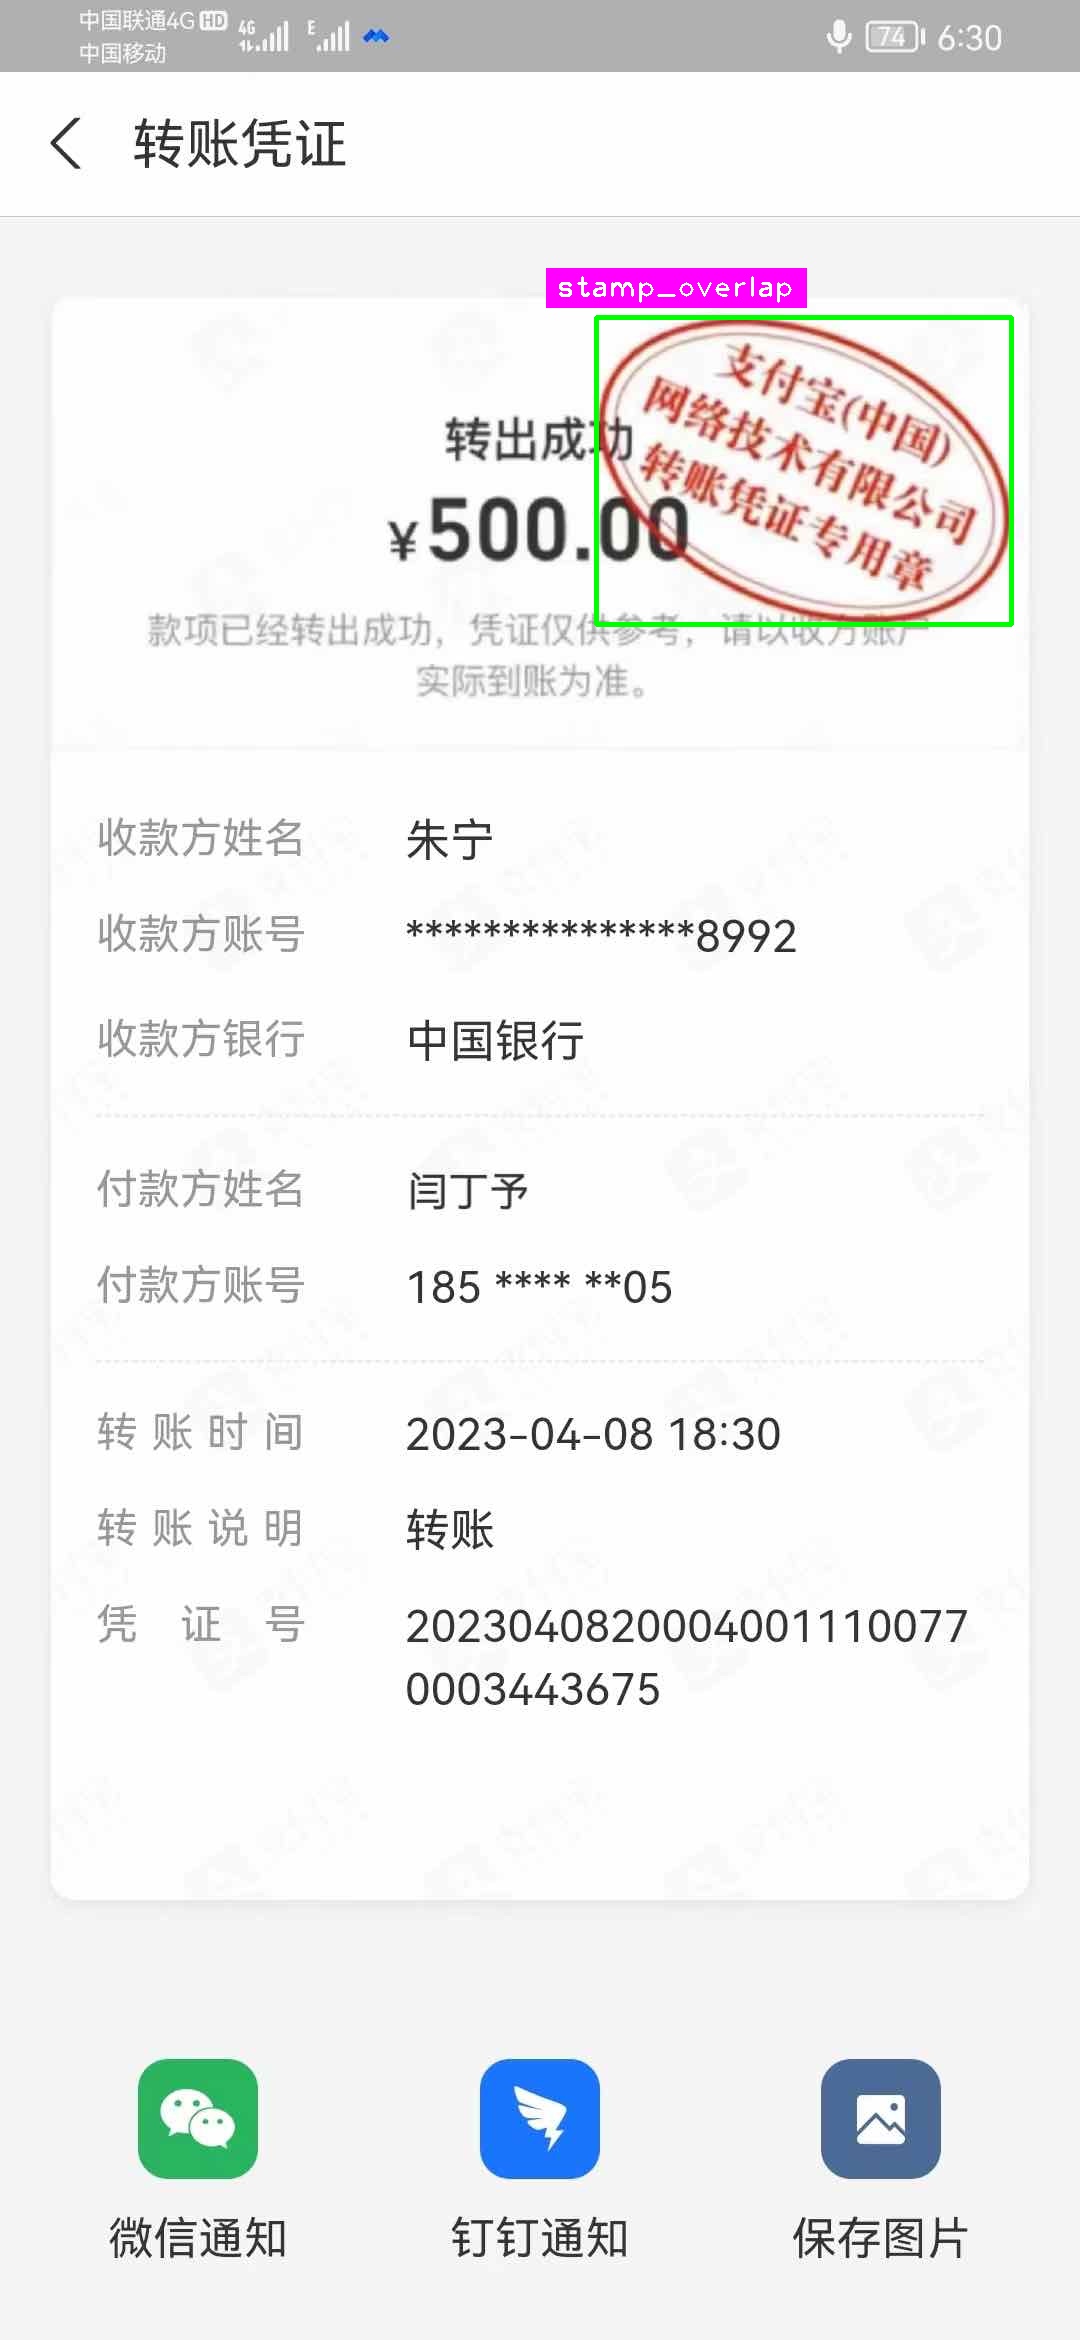 中国联通4G HD
4G
E
中国移动
74
6:30
转账凭证
stamp_overlap
支付宝(中国)
网络技术有限公司
转账凭证专用章
转出成功
¥500.00
款项已经转出成功，凭证仅供参考，请以收方账户
实际到账为准。
收款方姓名 朱宁
收款方账号 ***************8992
收款方银行 中国银行
付款方姓名 闫丁予
付款方账号 185 **** **05
转账时间 2023-04-08 18:30
转账说明 转账
凭证号 2023040820004001110077
0003443675
微信通知 钉钉通知 保存图片